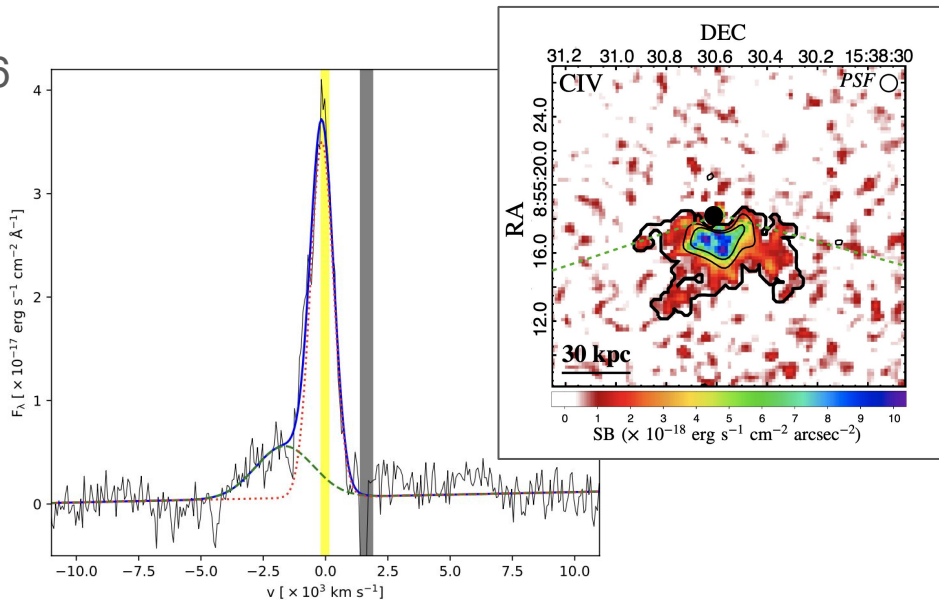 6
4
3
2
1
0
F_λ [ × 10⁻¹⁷ erg s⁻¹ cm⁻² Å⁻¹]
−10.0 −7.5 −5.0 −2.5 0.0 2.5 5.0 7.5 10.0
v [ × 10³ km s⁻¹]
DEC
31.2 31.0 30.8 30.6 30.4 30.2 15:38:30
CIV
PSF
RA
24.0
8:55:20.0
16.0
12.0
30 kpc
0 1 2 3 4 5 6 7 8 9 10
SB (× 10⁻¹⁸ erg s⁻¹ cm⁻² arcsec⁻²)